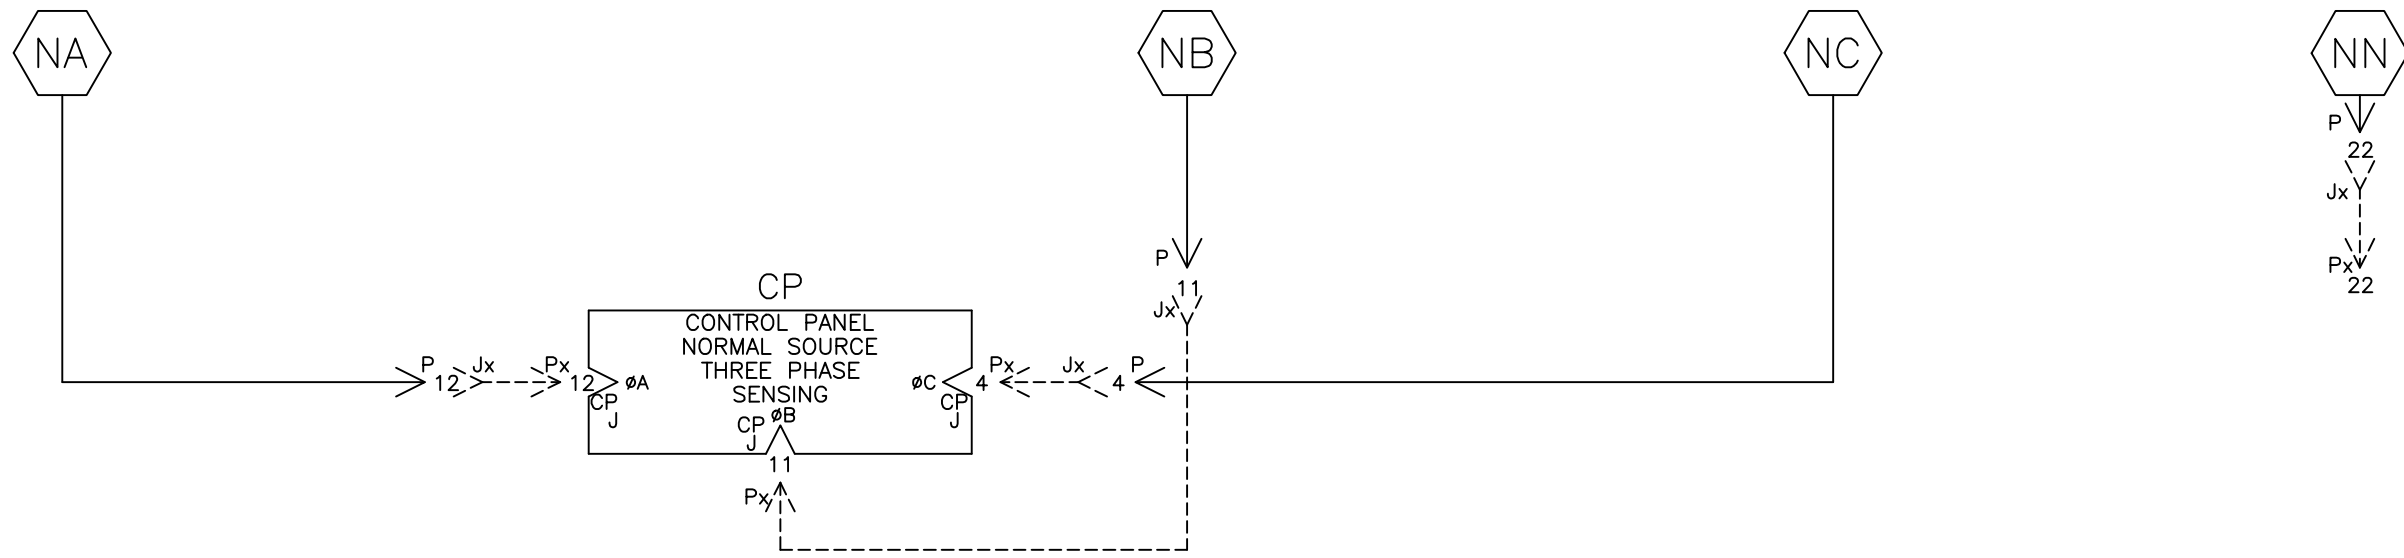 NA
NB
NC
NN
P
22
Jx
Px
22
P
11
Jx
CP
CONTROL PANEL
NORMAL SOURCE
THREE PHASE
SENSING
P 12 Jx Px 12 øA
CP
J
øC 4 Px Jx 4 P
CP
J
øB
CP
J
11
Px